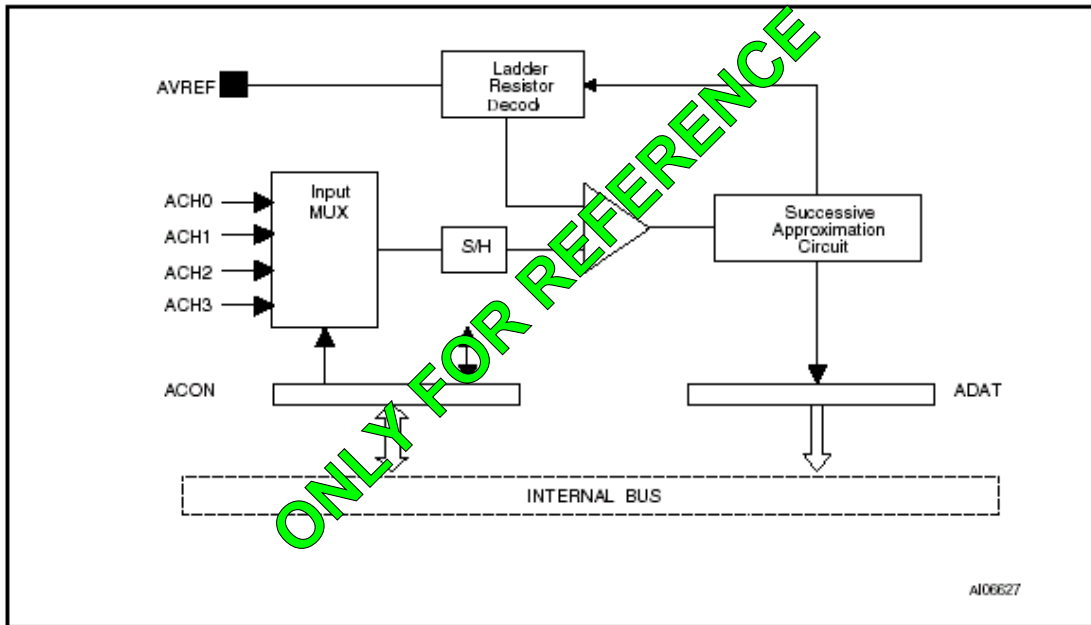 Ladder
Resistor
Decode
AVREF
ACH0
ACH1
ACH2
ACH3
Input
MUX
S/H
Successive
Approximation
Circuit
ACON
ADAT
INTERNAL BUS
AI06627
ONLY FOR REFERENCE